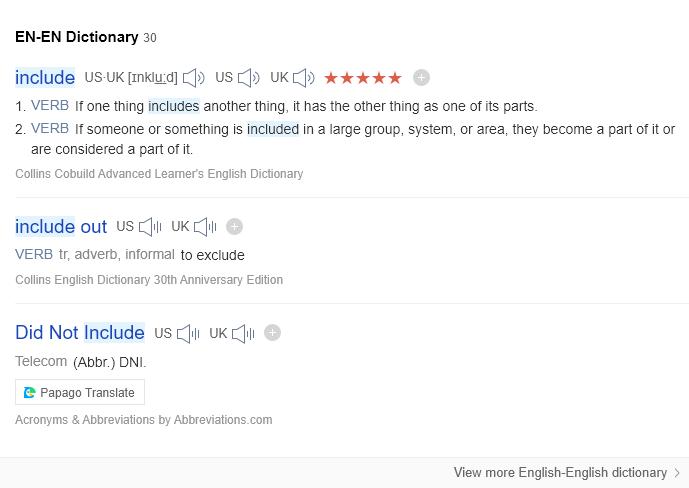 EN-EN Dictionary 30
include US·UK [ɪnklu:d] US UK ★★★★★
1. VERB If one thing includes another thing, it has the other thing as one of its parts.
2. VERB If someone or something is included in a large group, system, or area, they become a part of it or
are considered a part of it.
Collins Cobuild Advanced Learner's English Dictionary
include out US UK
VERB tr, adverb, informal to exclude
Collins English Dictionary 30th Anniversary Edition
Did Not Include US UK
Telecom (Abbr.) DNI.
Papago Translate
Acronyms & Abbreviations by Abbreviations.com
View more English-English dictionary